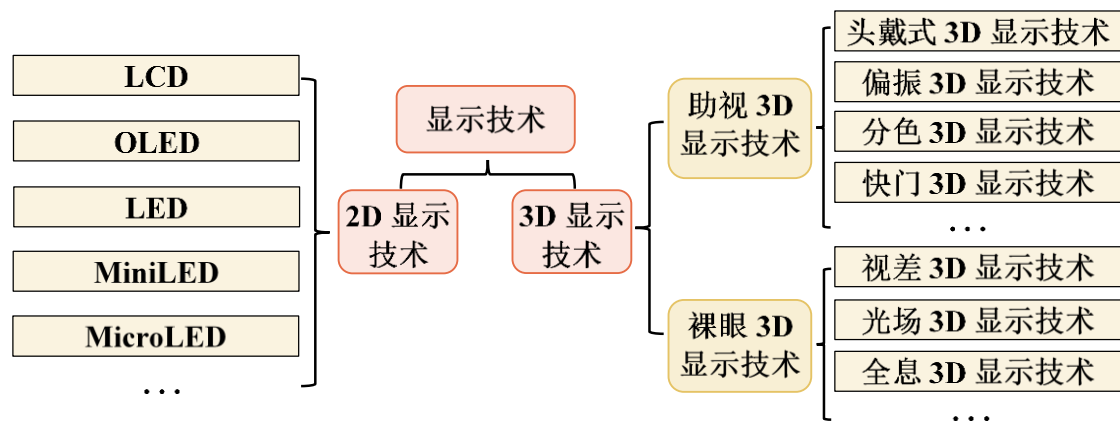 LCD
OLED
LED
MiniLED
MicroLED
...
显示技术
2D 显示
技术
3D 显示
技术
助视 3D
显示技术
裸眼 3D
显示技术
头戴式 3D 显示技术
偏振 3D 显示技术
分色 3D 显示技术
快门 3D 显示技术
...
视差 3D 显示技术
光场 3D 显示技术
全息 3D 显示技术
...